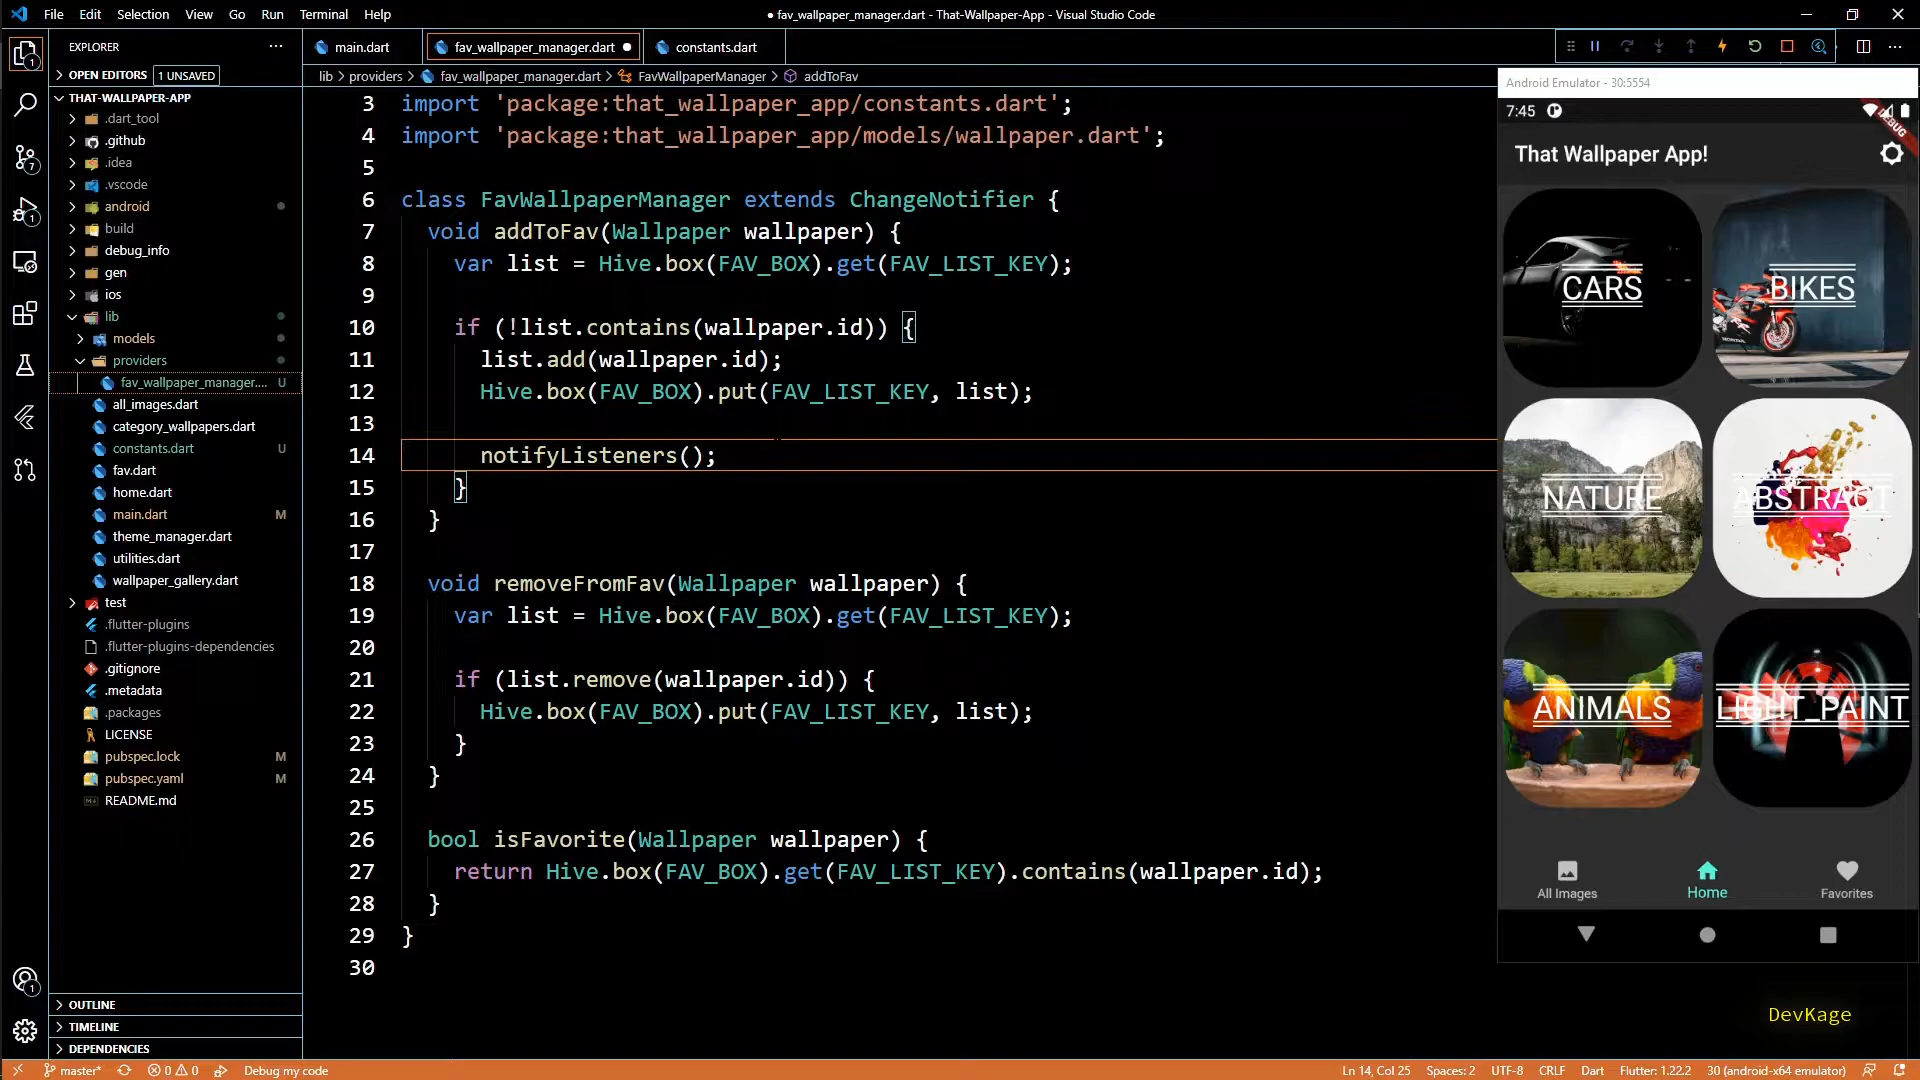 File Edit Selection View Go Run Terminal Help
● fav_wallpaper_manager.dart - That-Wallpaper-App - Visual Studio Code
EXPLORER
OPEN EDITORS 1 UNSAVED
THAT-WALLPAPER-APP
.dart_tool
.github
.idea
.vscode
android
build
debug_info
gen
ios
lib
models
providers
fav_wallpaper_manager.... U
all_images.dart
category_wallpapers.dart
constants.dart U
fav.dart
home.dart
main.dart M
theme_manager.dart
utilities.dart
wallpaper_gallery.dart
test
.flutter-plugins
.flutter-plugins-dependencies
.gitignore
.metadata
.packages
LICENSE
pubspec.lock M
pubspec.yaml M
README.md
OUTLINE
TIMELINE
DEPENDENCIES
1
7
1
1
main.dart fav_wallpaper_manager.dart constants.dart
lib > providers > fav_wallpaper_manager.dart > FavWallpaperManager > addToFav
3 import 'package:that_wallpaper_app/constants.dart';
4 import 'package:that_wallpaper_app/models/wallpaper.dart';
5
6 class FavWallpaperManager extends ChangeNotifier {
7 void addToFav(Wallpaper wallpaper) {
8 var list = Hive.box(FAV_BOX).get(FAV_LIST_KEY);
9
10 if (!list.contains(wallpaper.id)) {
11 list.add(wallpaper.id);
12 Hive.box(FAV_BOX).put(FAV_LIST_KEY, list);
13
14 notifyListeners();
15 }
16 }
17
18 void removeFromFav(Wallpaper wallpaper) {
19 var list = Hive.box(FAV_BOX).get(FAV_LIST_KEY);
20
21 if (list.remove(wallpaper.id)) {
22 Hive.box(FAV_BOX).put(FAV_LIST_KEY, list);
23 }
24 }
25
26 bool isFavorite(Wallpaper wallpaper) {
27 return Hive.box(FAV_BOX).get(FAV_LIST_KEY).contains(wallpaper.id);
28 }
29 }
30
Android Emulator - 30:5554
7:45
DEBUG
That Wallpaper App!
CARS BIKES
HONDA
NATURE ABSTRACT
ANIMALS LIGHT_PAINT
All Images Home Favorites
DevKage
master* 0 0 Debug my code Ln 14, Col 25 Spaces: 2 UTF-8 CRLF Dart Flutter: 1.22.2 30 (android-x64 emulator)